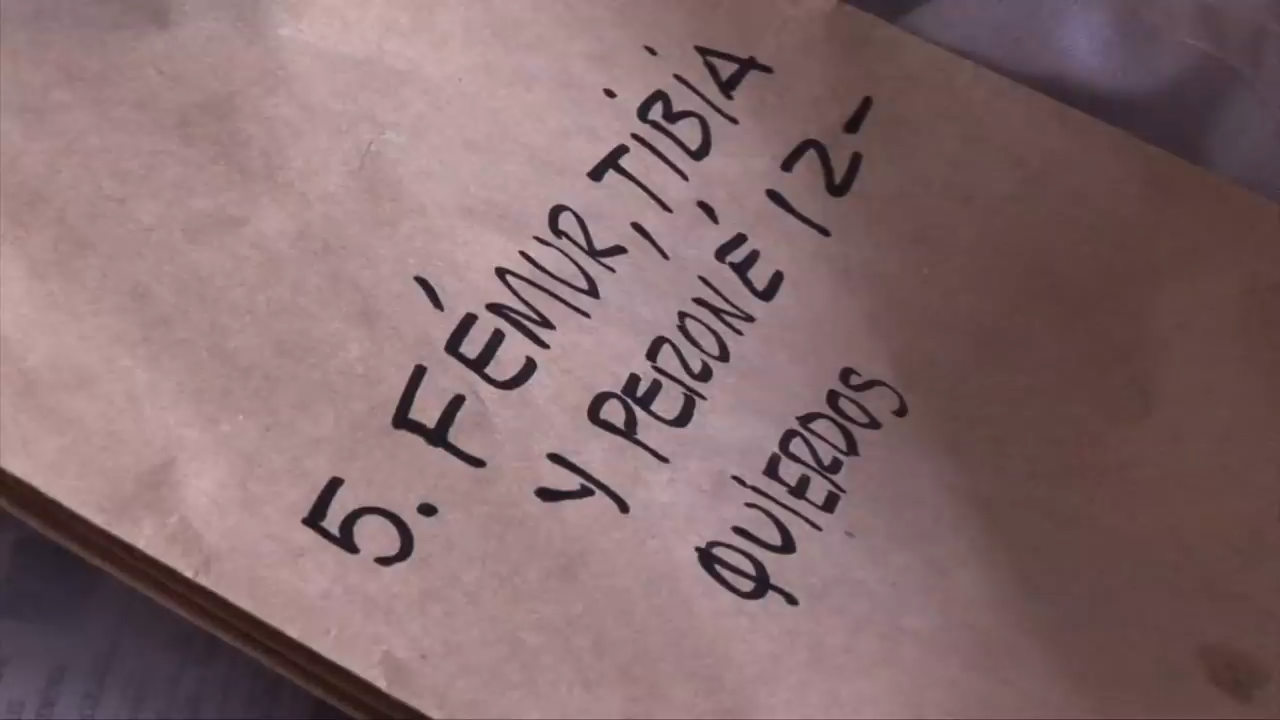 5. FÉMUR, TIBIA
Y PERONÉ IZ-
QUIERDOS